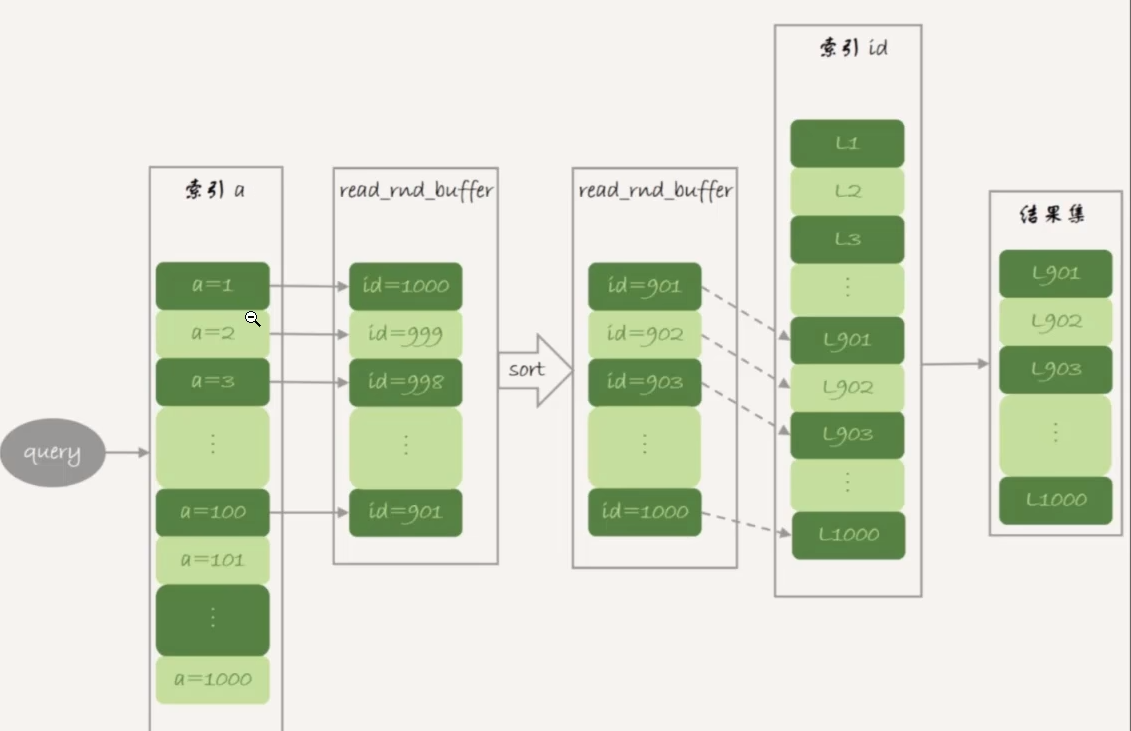 query
索引 a
a=1
a=2
a=3
⋮
a=100
a=101
⋮
a=1000
read_rnd_buffer
id=1000
id=999
id=998
⋮
id=901
sort
read_rnd_buffer
id=901
id=902
id=903
⋮
id=1000
索引 id
L1
L2
L3
⋮
L901
L902
L903
⋮
L1000
结果集
L901
L902
L903
⋮
L1000